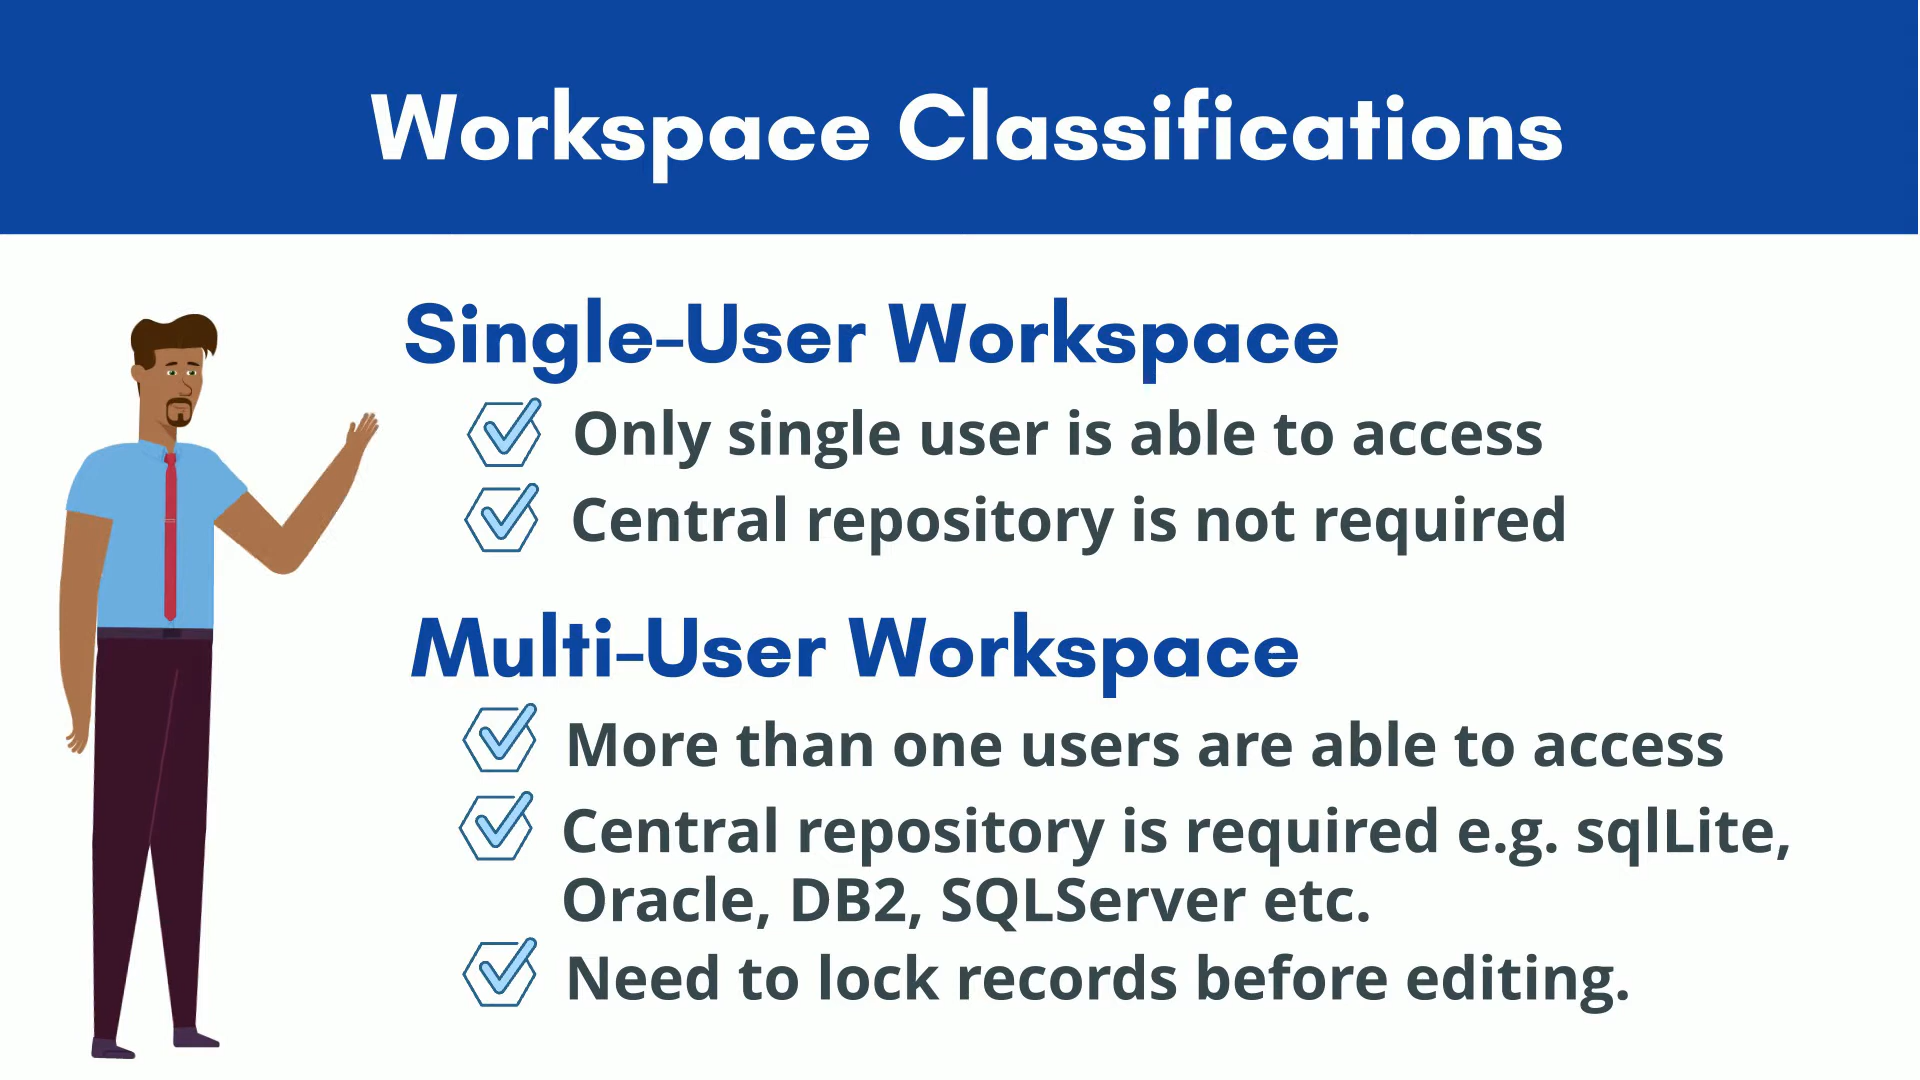 Workspace Classifications
Single-User Workspace
Only single user is able to access
Central repository is not required
Multi-User Workspace
More than one users are able to access
Central repository is required e.g. sqlLite,
Oracle, DB2, SQLServer etc.
Need to lock records before editing.